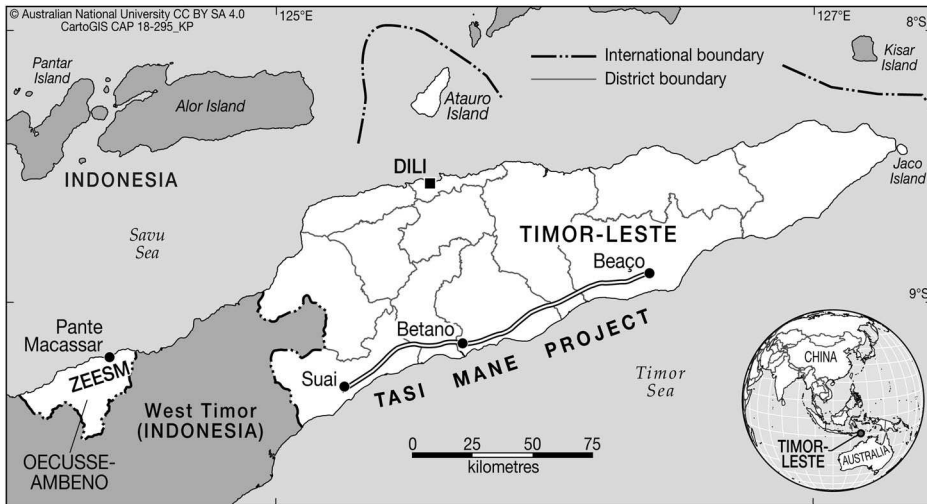 © Australian National University CC BY SA 4.0
CartoGIS CAP 18-295_KP
125°E
127°E
8°S
Pantar
Island
Alor Island
Atauro
Island
International boundary
District boundary
Kisar
Island
INDONESIA
DILI
Jaco
Island
Savu
Sea
TIMOR-LESTE
Beaço
9°S
Pante
Macassar
Betano
ZEESM
Suai
TASI MANE PROJECT
Timor
Sea
West Timor
(INDONESIA)
OECUSSE-
AMBENO
0 25 50 75
kilometres
CHINA
TIMOR-
LESTE
AUSTRALIA